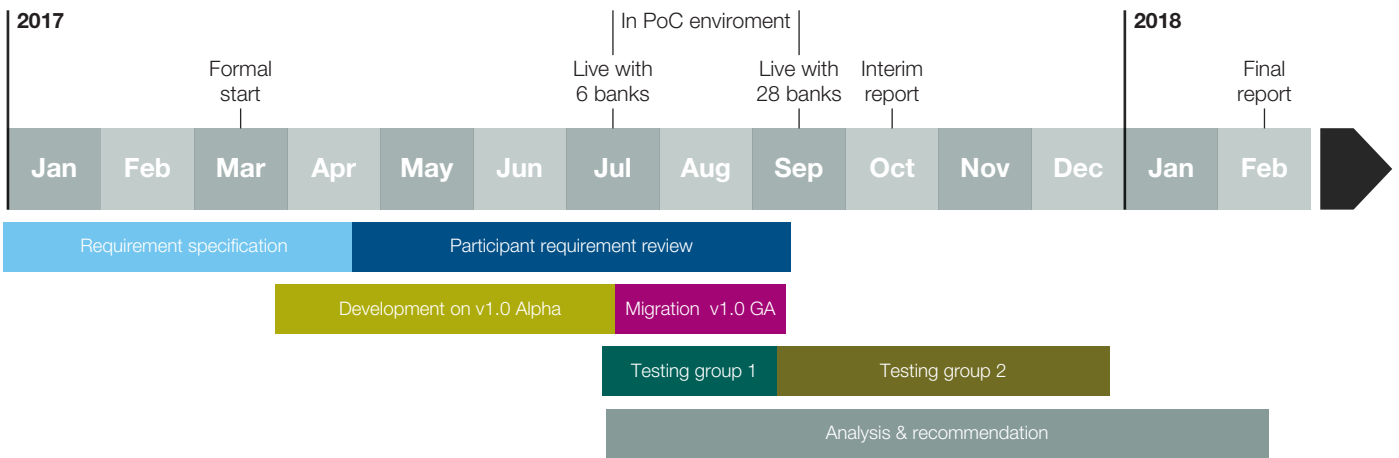 2017
In PoC enviroment
2018
Formal
start
Live with
6 banks
Live with
28 banks
Interim
report
Final
report
Jan Feb Mar Apr May Jun Jul Aug Sep Oct Nov Dec Jan Feb
Requirement specification
Participant requirement review
Development on v1.0 Alpha
Migration v1.0 GA
Testing group 1
Testing group 2
Analysis & recommendation